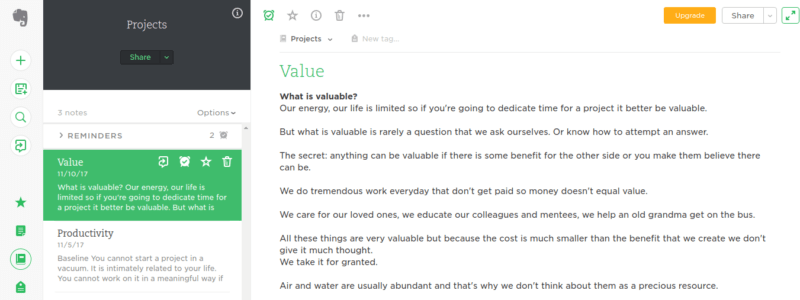 Projects
Share
3 notes
Options
REMINDERS
2
Value
11/10/17
What is valuable? Our energy, our life is
limited so if you're going to dedicate time for
a project it better be valuable. But what is
Productivity
11/5/17
Baseline You cannot start a project in a
vacuum. It is intimately related to your life.
You cannot work on it in a meaningful way if
Upgrade
Share
Projects
New tag...
Value
What is valuable?
Our energy, our life is limited so if you're going to dedicate time for a project it better be valuable.
But what is valuable is rarely a question that we ask ourselves. Or know how to attempt an answer.
The secret: anything can be valuable if there is some benefit for the other side or you make them believe there
can be.
We do tremendous work everyday that don't get paid so money doesn't equal value.
We care for our loved ones, we educate our colleagues and mentees, we help an old grandma get on the bus.
All these things are very valuable but because the cost is much smaller than the benefit that we create we don't
give it much thought.
We take it for granted.
Air and water are usually abundant and that's why we don't think about them as a precious resource.